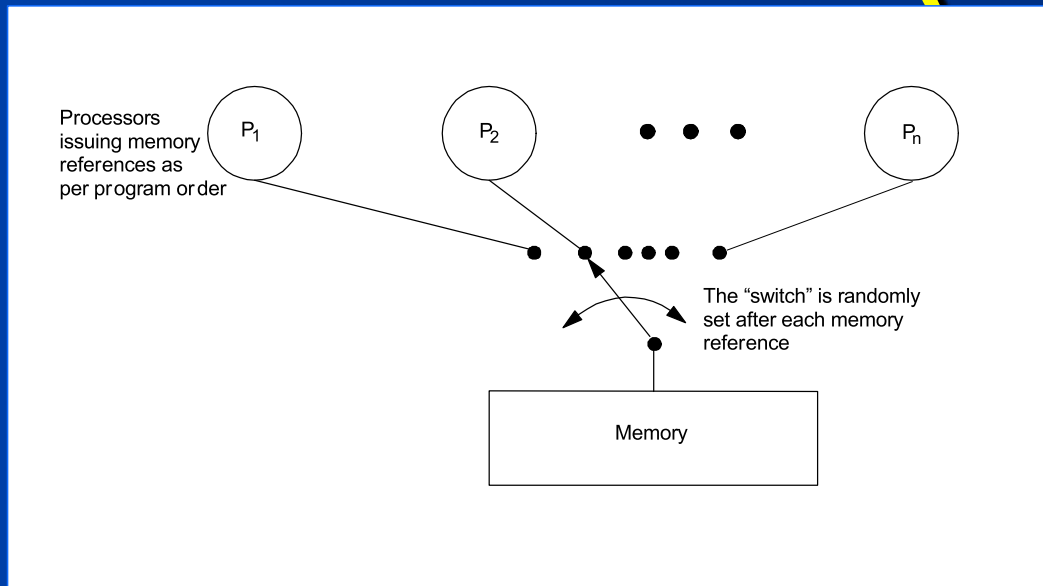 Processors
issuing memory
references as
per program order
P1
P2
Pn
The “switch” is randomly
set after each memory
reference
Memory